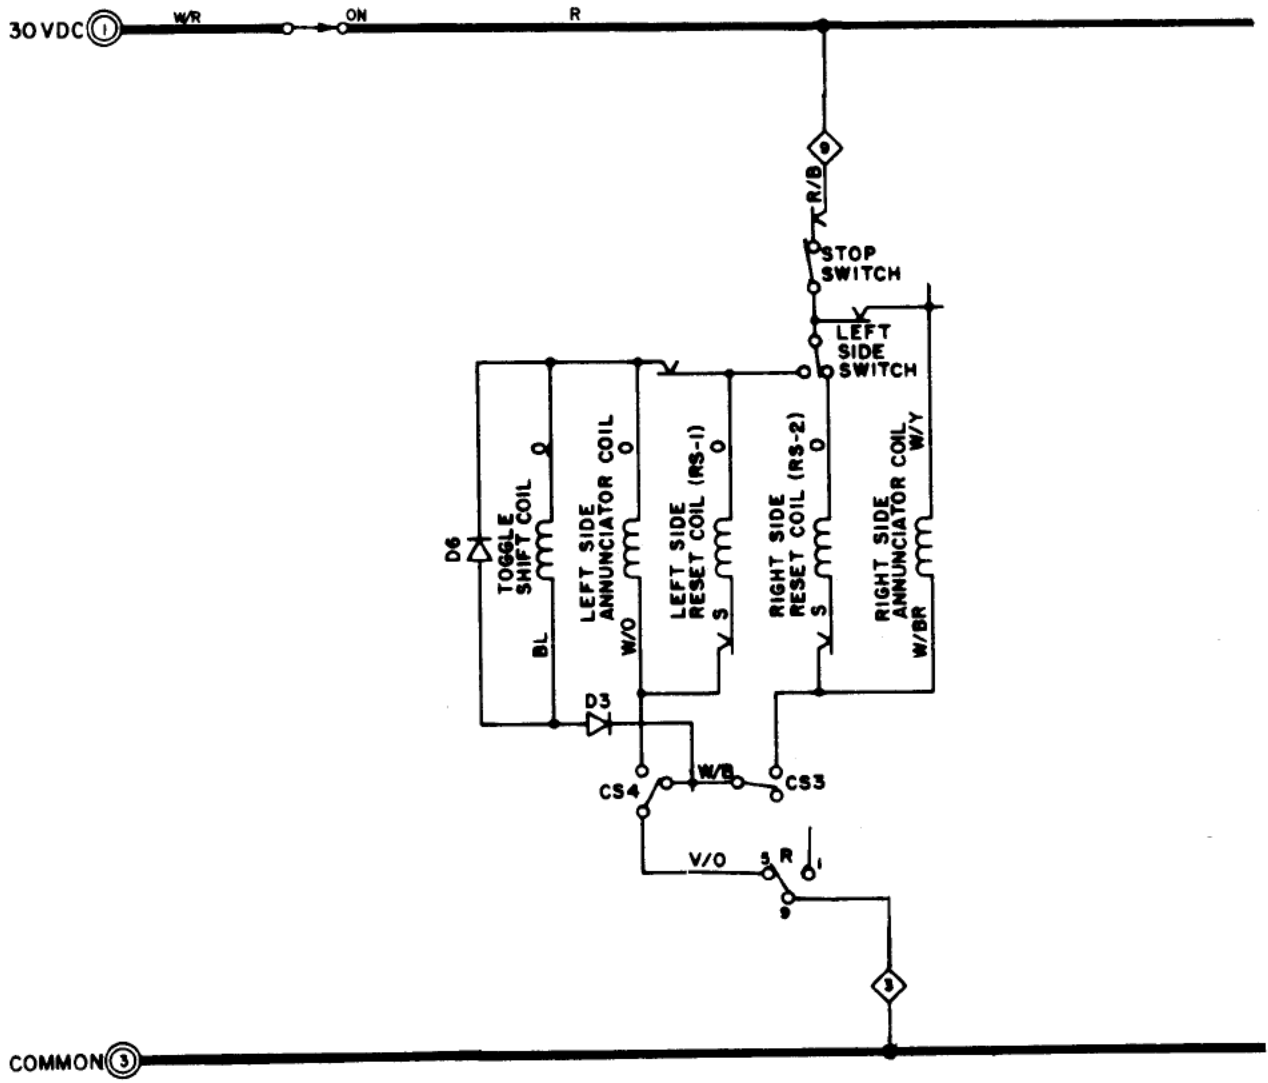 30 VDC 1 W/R ON R
9
R/B
STOP
SWITCH
LEFT
SIDE
SWITCH
D6
TOGGLE
SHIFT COIL
O
BL
LEFT SIDE
ANNUNCIATOR COIL
O
W/O
LEFT SIDE
RESET COIL (RS-1)
O
S
RIGHT SIDE
RESET COIL (RS-2)
O
S
RIGHT SIDE
ANNUNCIATOR COIL
W/Y
W/BR
D3
CS4 W/B CS3
V/O 5 R 1
9
3
COMMON 3